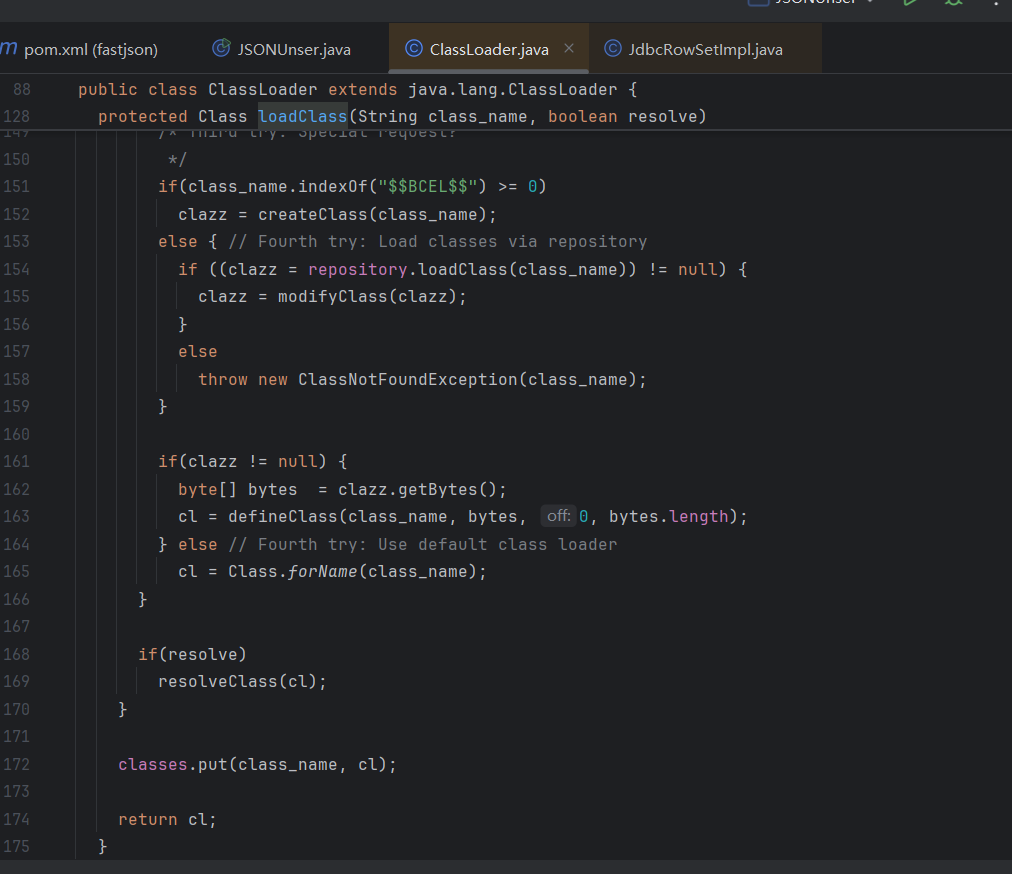 JSONUnser
m pom.xml (fastjson) JSONUnser.java ClassLoader.java JdbcRowSetImpl.java
88 public class ClassLoader extends java.lang.ClassLoader {
128 protected Class loadClass(String class_name, boolean resolve)
149 /* Third try: Special request?
150 */
151 if(class_name.indexOf("$$BCEL$$") >= 0)
152 clazz = createClass(class_name);
153 else { // Fourth try: Load classes via repository
154 if ((clazz = repository.loadClass(class_name)) != null) {
155 clazz = modifyClass(clazz);
156 }
157 else
158 throw new ClassNotFoundException(class_name);
159 }
160
161 if(clazz != null) {
162 byte[] bytes  = clazz.getBytes();
163 cl = defineClass(class_name, bytes, off: 0, bytes.length);
164 } else // Fourth try: Use default class loader
165 cl = Class.forName(class_name);
166 }
167
168 if(resolve)
169 resolveClass(cl);
170 }
171
172 classes.put(class_name, cl);
173
174 return cl;
175 }